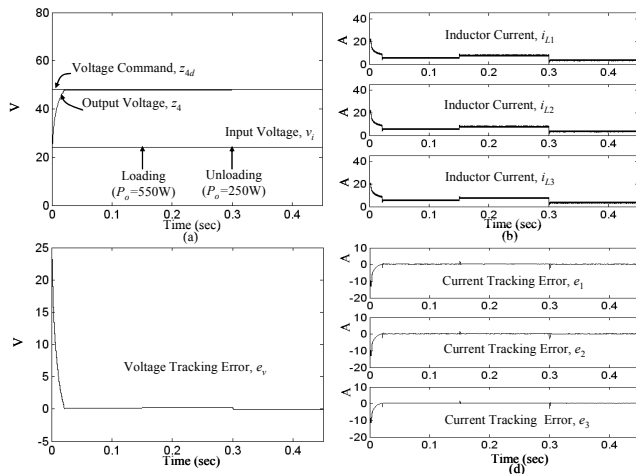 80
60
40
20
0
V
Voltage Command, z4d
Output Voltage, z4
Input Voltage, vi
Loading
(Po=550W)
Unloading
(Po=250W)
0 0.1 0.2 0.3 0.4
Time (sec)
(a)
40
20
0
A
Inductor Current, iL1
0 0.1 0.2 0.3 0.4
40
20
0
A
Inductor Current, iL2
0 0.1 0.2 0.3 0.4
40
20
0
A
Inductor Current, iL3
0 0.1 0.2 0.3 0.4
Time (sec)
(b)
25
20
15
10
5
0
-5
V
Voltage Tracking Error, ev
0 0.1 0.2 0.3 0.4
Time (sec)
10
0
-10
-20
A
Current Tracking Error, e1
0 0.1 0.2 0.3 0.4
10
0
-10
-20
A
Current Tracking Error, e2
0 0.1 0.2 0.3 0.4
10
0
-10
-20
A
Current Tracking Error, e3
0 0.1 0.2 0.3 0.4
Time (sec)
(d)